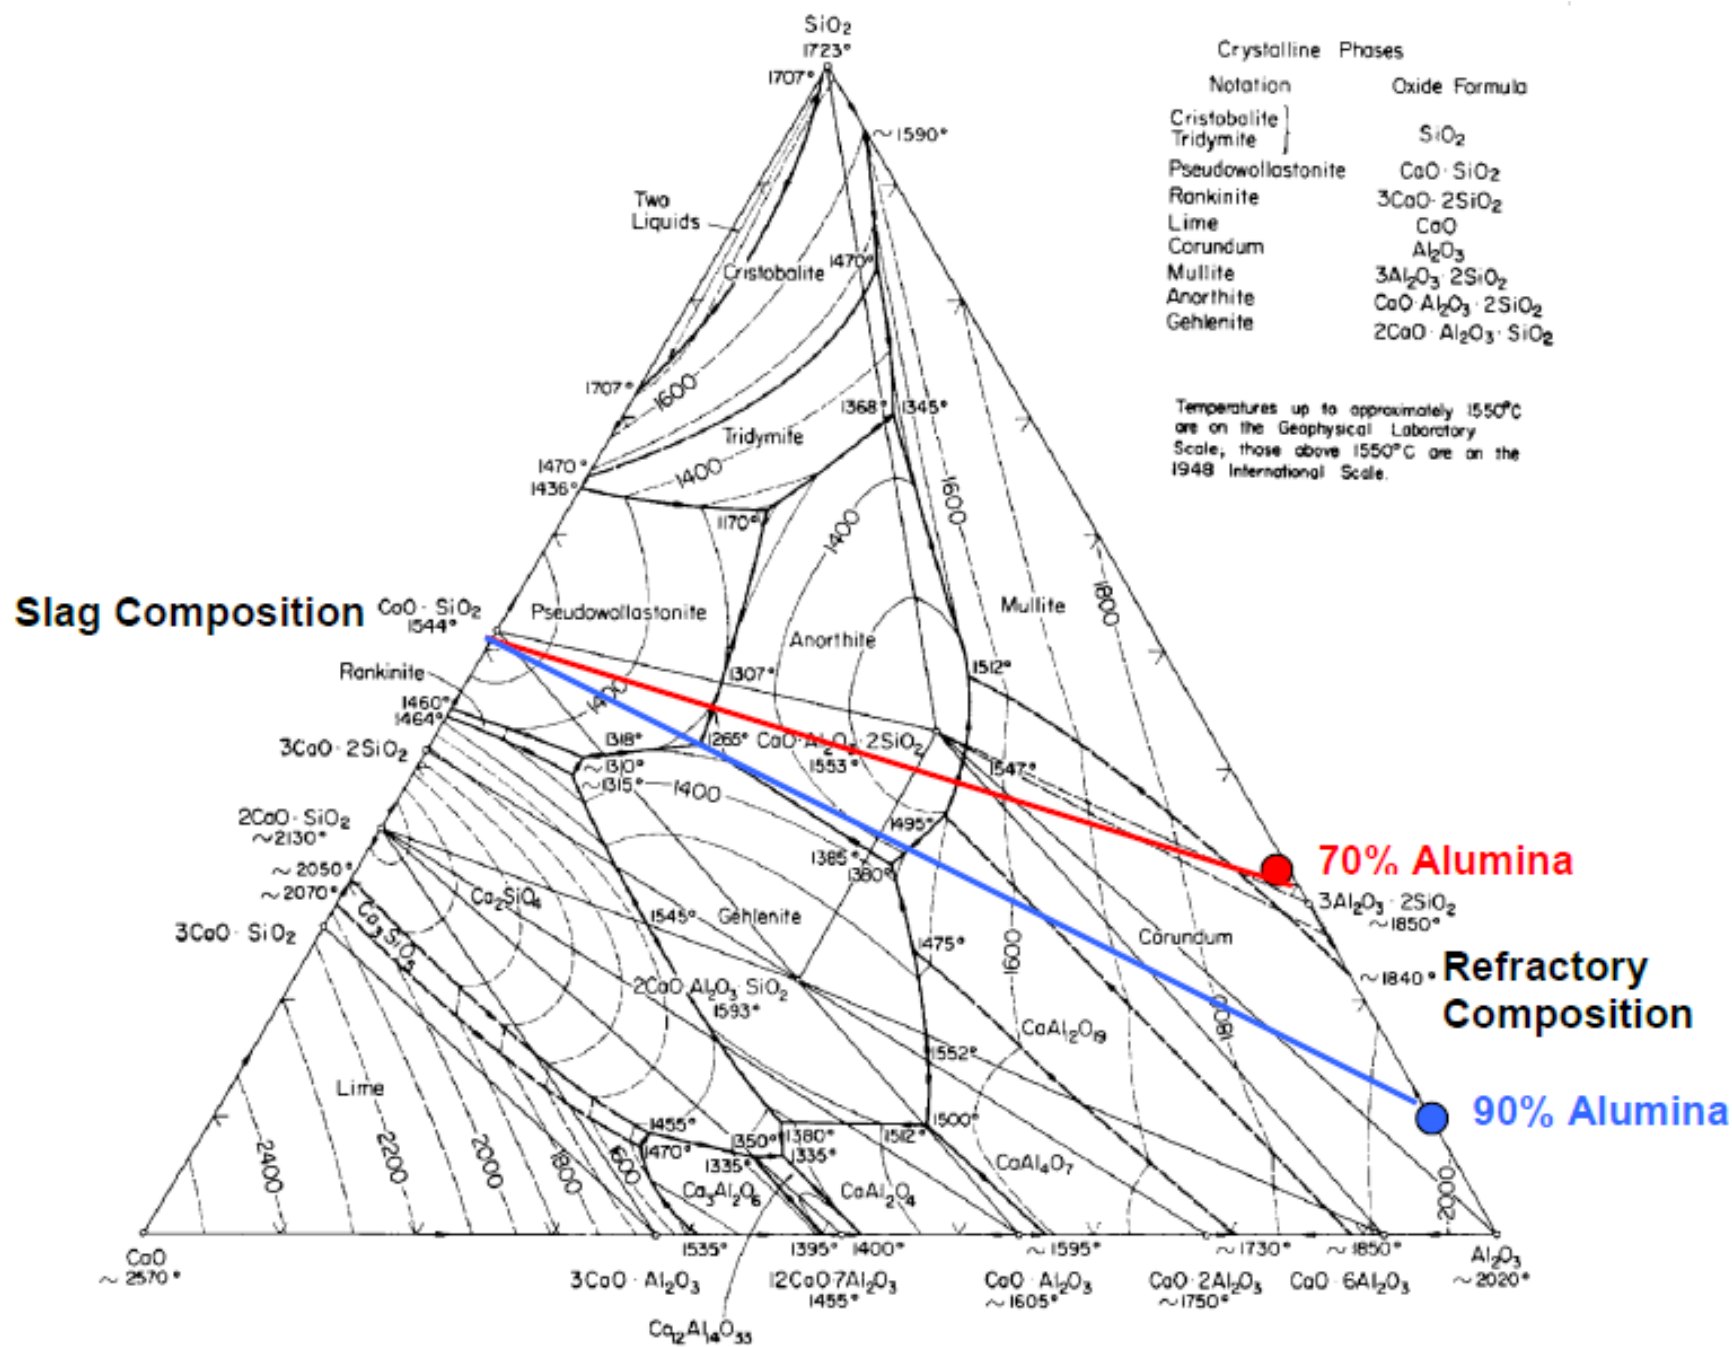 SiO₂
1723°
1707°
~1590°
Two
Liquids
Cristobalite
1470°
1707°
1600
1368°
1345°
Tridymite
1470°
1400
1436°
1170°
1400
1600
1800
Crystalline Phases
Notation Oxide Formula
Cristobalite
Tridymite
SiO₂
Pseudowollastonite CaO·SiO₂
Rankinite 3CaO·2SiO₂
Lime CaO
Corundum Al₂O₃
Mullite 3Al₂O₃·2SiO₂
Anorthite CaO·Al₂O₃·2SiO₂
Gehlenite 2CaO·Al₂O₃·SiO₂
Temperatures up to approximately 1550°C
are on the Geophysical Laboratory
Scale; those above 1550°C are on the
1948 International Scale.
Slag Composition
CaO·SiO₂
1544°
Pseudowollastonite
Anorthite
Mullite
Rankinite
1307°
1512°
1400
1460°
1464°
3CaO·2SiO₂
1318°
1265°
CaO·Al₂O₃·2SiO₂
1553°
~1310°
~1315°
1400
1547°
2CaO·SiO₂
~2130°
1495°
1385°
1380°
70% Alumina
3Al₂O₃·2SiO₂
~1850°
~2050°
~2070°
Ca₂SiO₄
Ca₃SiO₅
3CaO·SiO₂
1545°
Gehlenite
1475°
1600
Corundum
~1840°
Refractory
Composition
2CaO·Al₂O₃·SiO₂
1593°
1800
CaAl₁₂O₁₉
1552°
Lime
90% Alumina
1455°
1470°
1350°
1380°
1335°
1335°
1512°
1500°
2400
2200
2000
1800
1600
Ca₃Al₂O₆
CaAl₂O₄
CaAl₄O₇
2000
CaO
~2570°
1535°
1395°
1400°
~1595°
~1730°
~1850°
Al₂O₃
~2020°
3CaO·Al₂O₃
12CaO·7Al₂O₃
1455°
CaO·Al₂O₃
~1605°
CaO·2Al₂O₃
~1750°
CaO·6Al₂O₃
Ca₁₂Al₁₄O₃₃